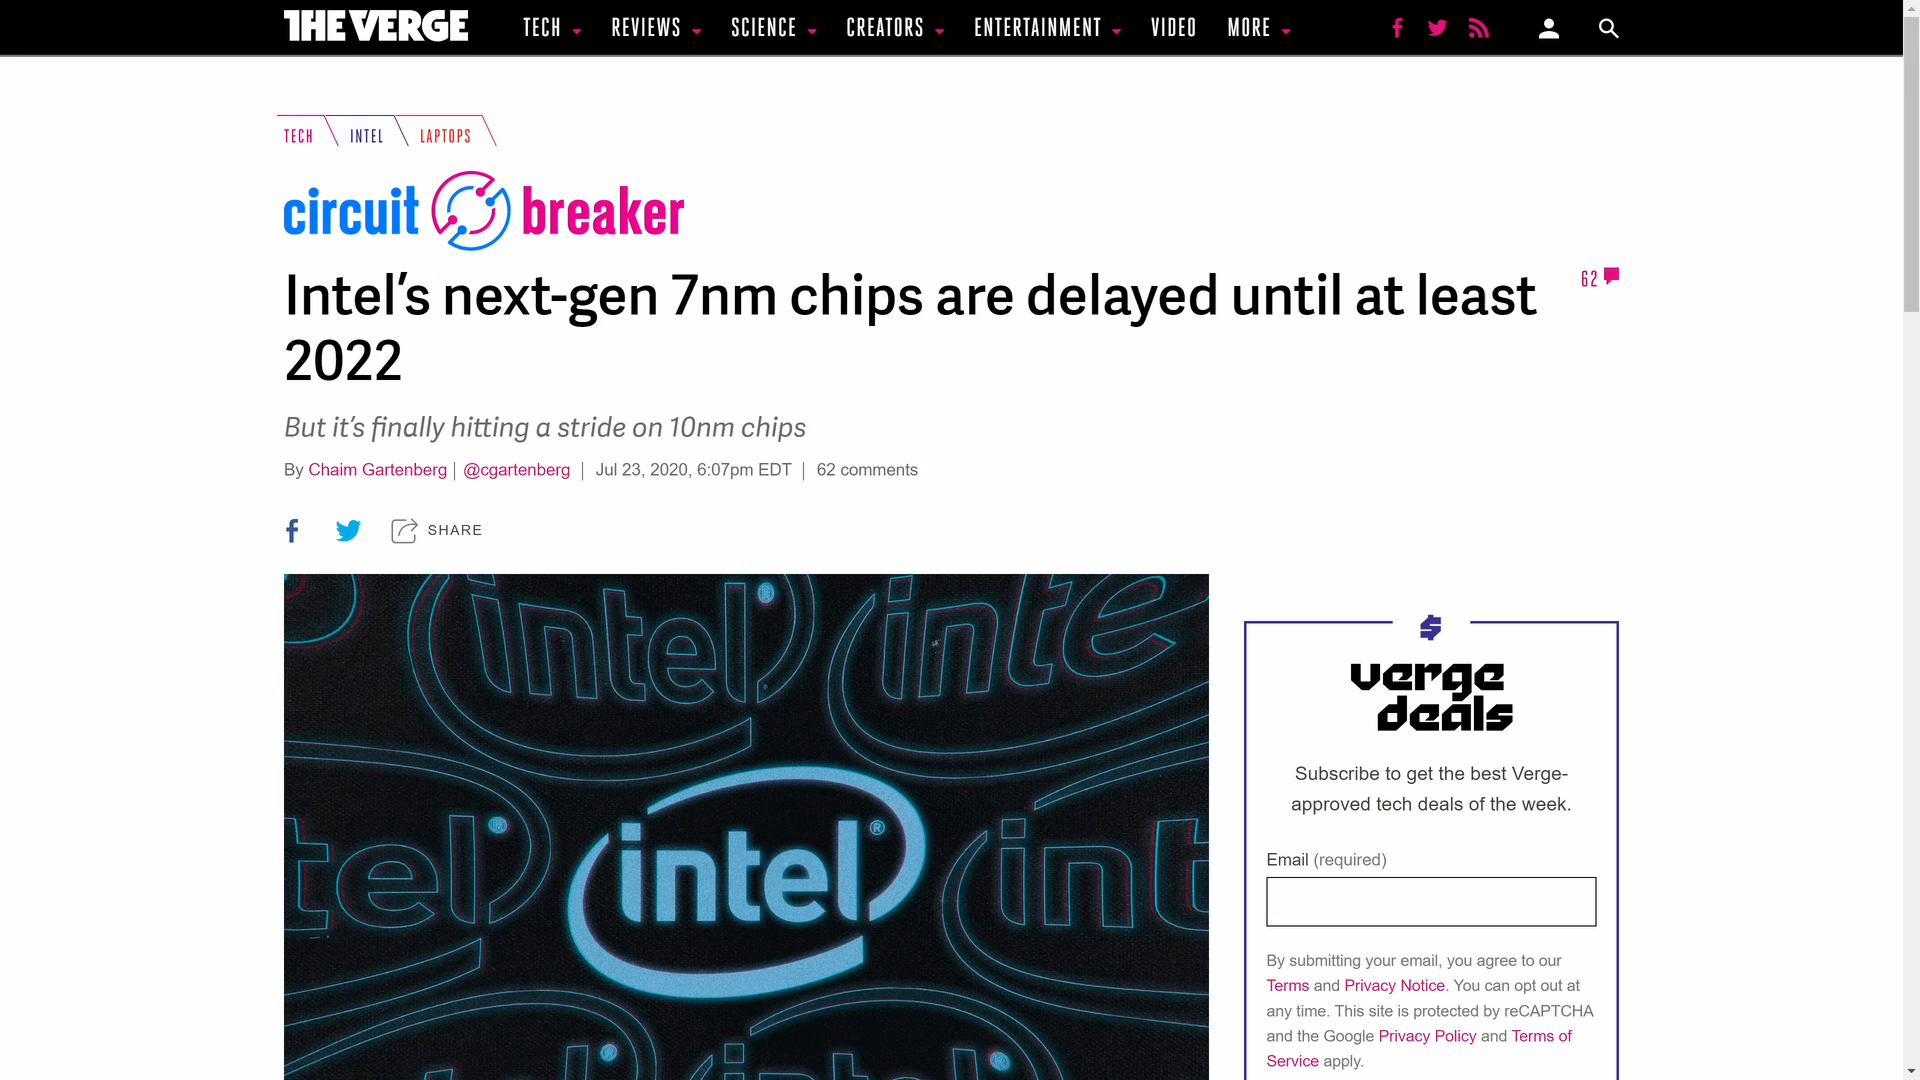 THE VERGE
TECH REVIEWS SCIENCE CREATORS ENTERTAINMENT VIDEO MORE
TECH INTEL LAPTOPS
circuit breaker
Intel’s next-gen 7nm chips are delayed until at least
2022
62
But it’s finally hitting a stride on 10nm chips
By Chaim Gartenberg | @cgartenberg | Jul 23, 2020, 6:07pm EDT | 62 comments
SHARE
intel®
inte
tel®
intel®
int
verge
deals
Subscribe to get the best Verge-
approved tech deals of the week.
Email (required)
By submitting your email, you agree to our
Terms and Privacy Notice. You can opt out at
any time. This site is protected by reCAPTCHA
and the Google Privacy Policy and Terms of
Service apply.